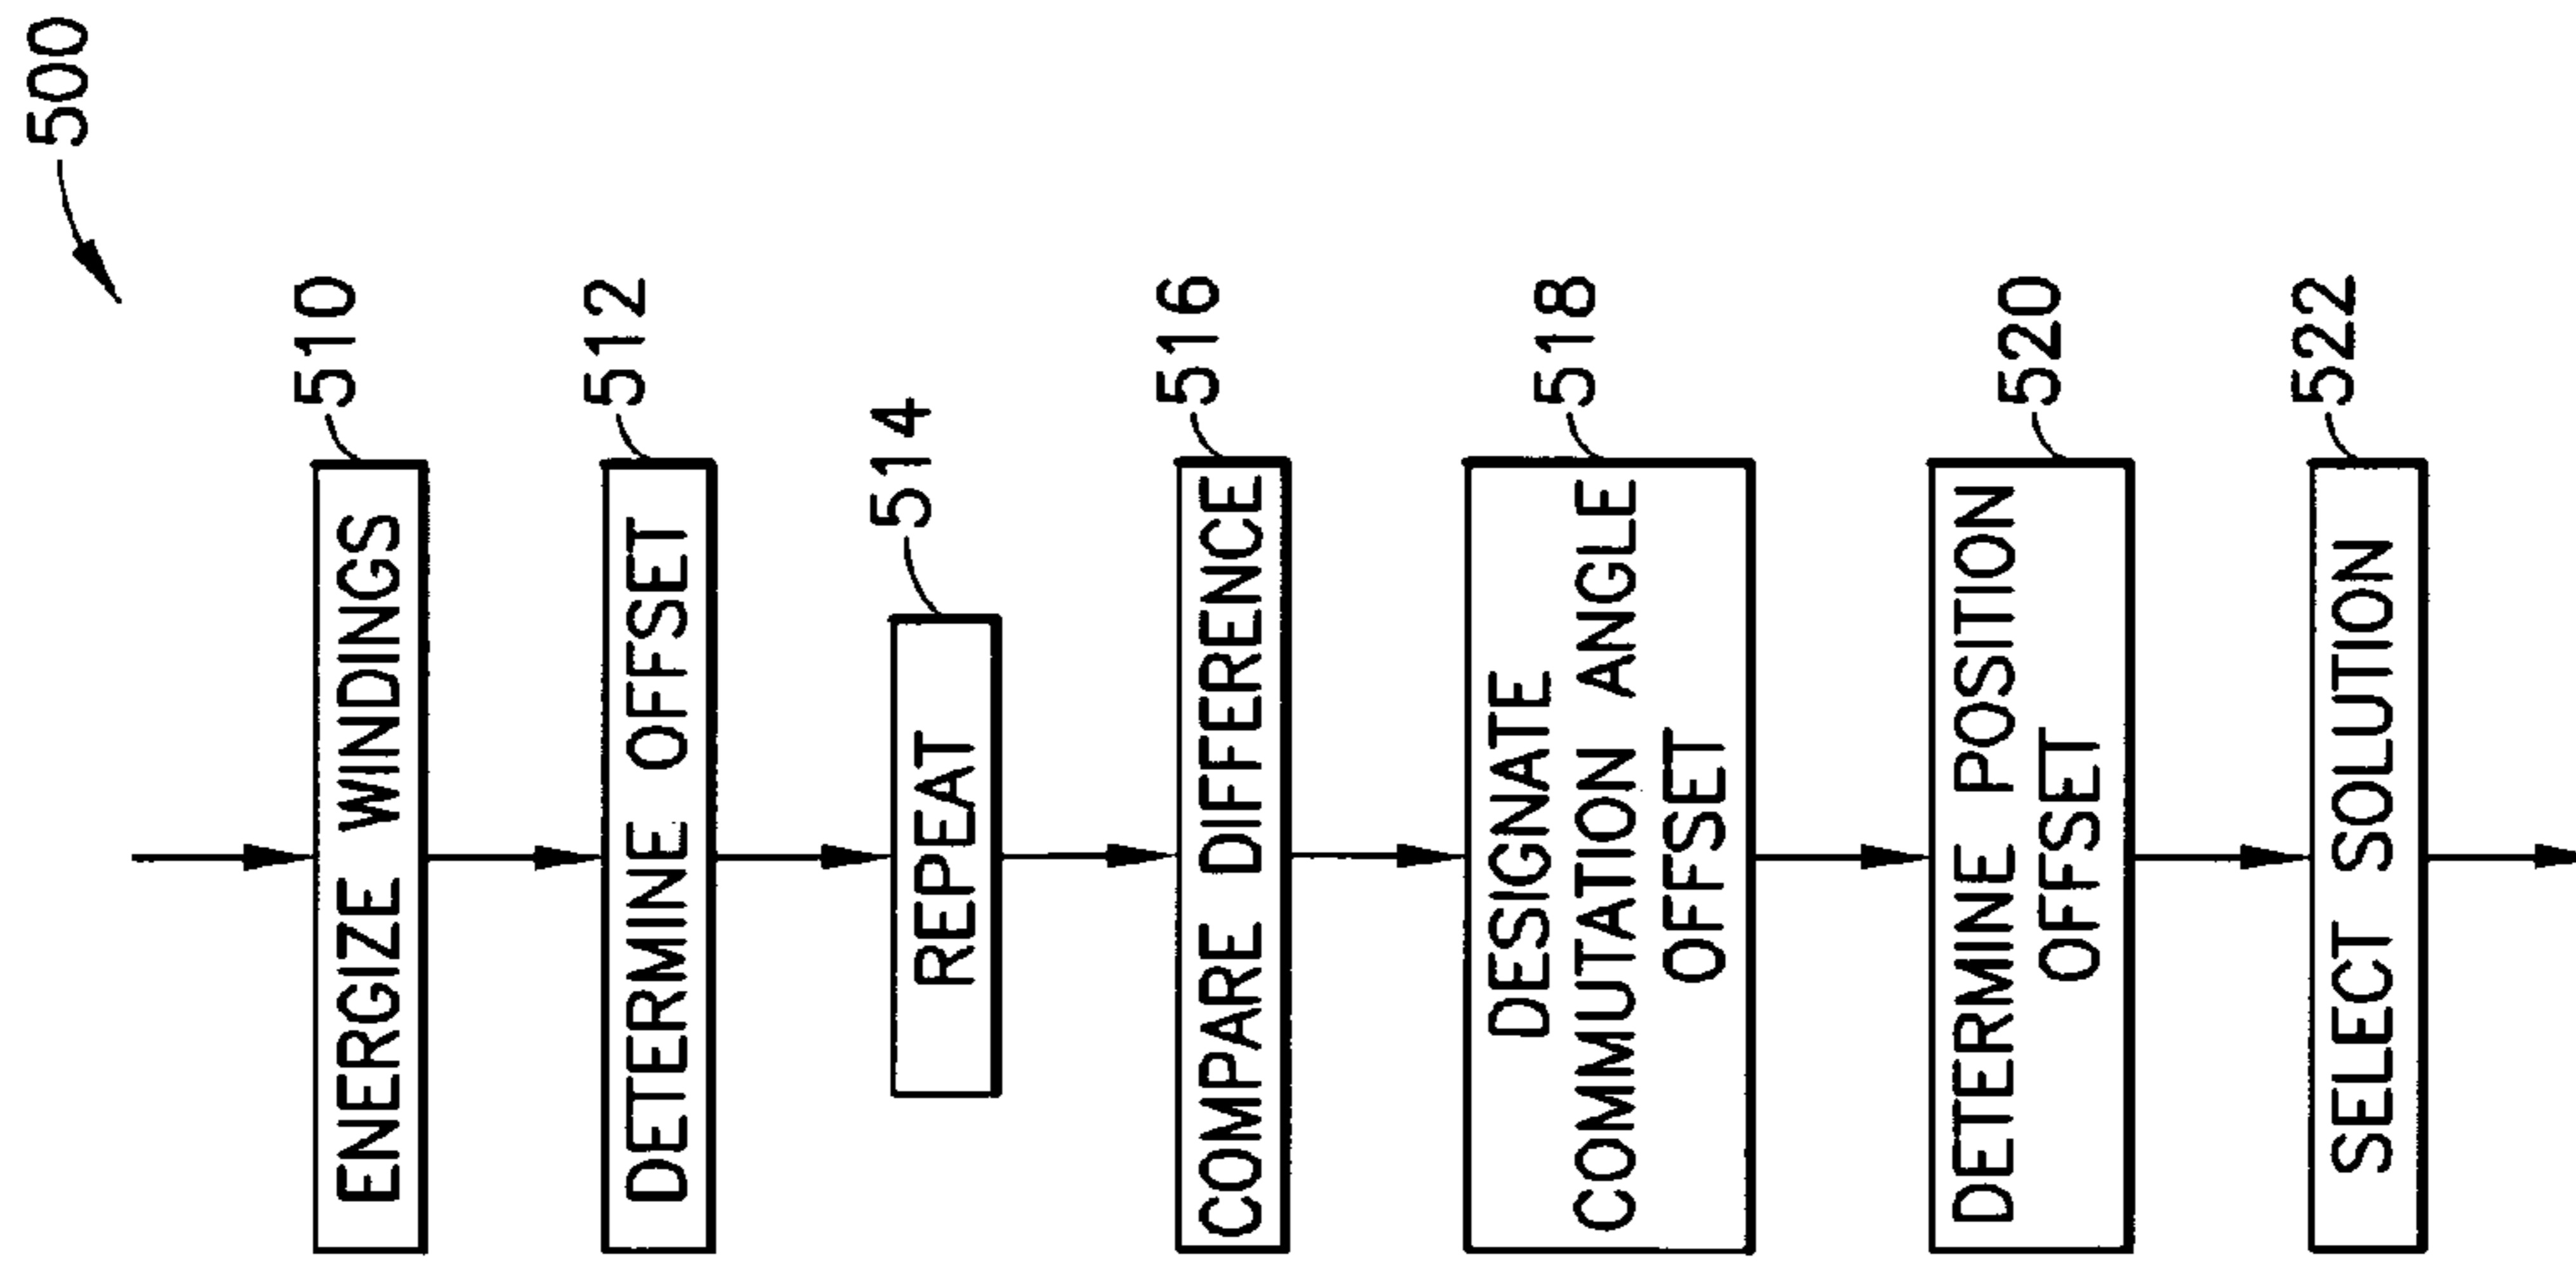 500
510
ENERGIZE WINDINGS
512
DETERMINE OFFSET
514
REPEAT
516
COMPARE DIFFERENCE
518
DESIGNATE
COMMUTATION ANGLE
OFFSET
520
DETERMINE POSITION
OFFSET
522
SELECT SOLUTION